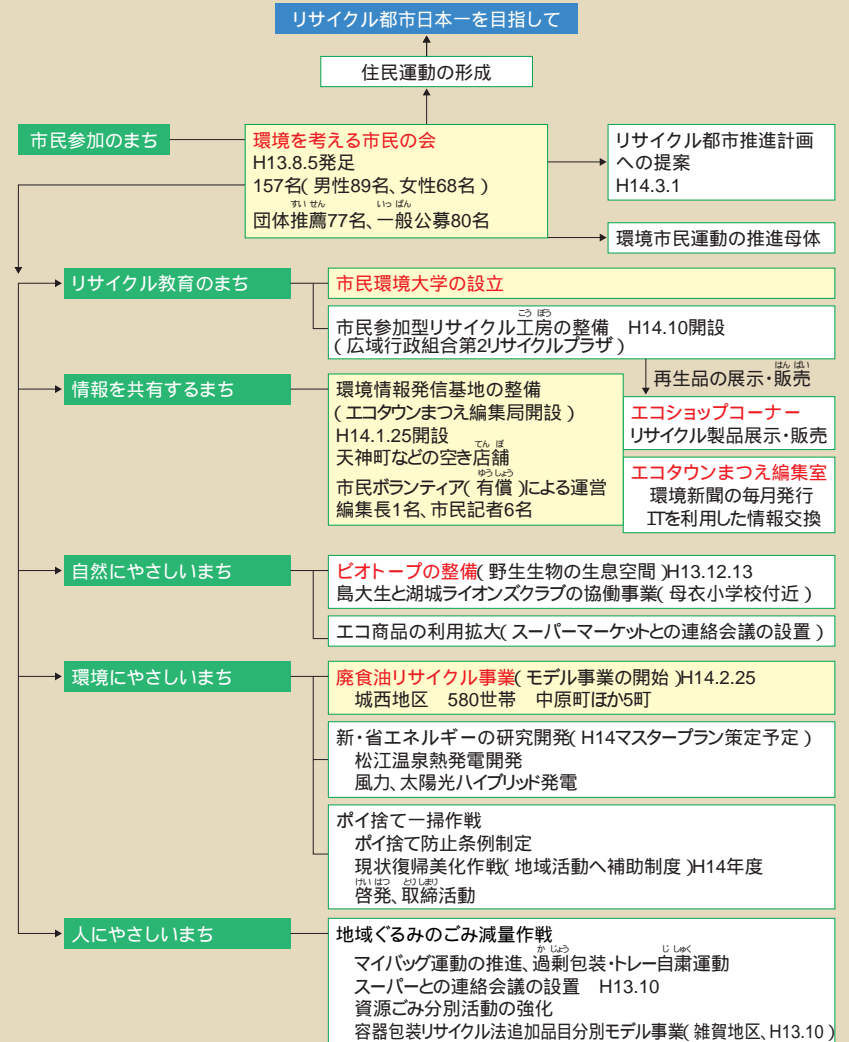 リサイクル都市日本一を目指して
住民運動の形成
市民参加のまち
環境を考える市民の会
H13.8.5発足
157名(男性89名、女性68名)
すいせん いっぱん
団体推薦77名、一般公募80名
リサイクル都市推進計画
への提案
H14.3.1
環境市民運動の推進母体
リサイクル教育のまち
市民環境大学の設立
こうぼう
市民参加型リサイクル工房の整備 H14.10開設
(広域行政組合第2リサイクルプラザ)
はんばい
再生品の展示・販売
情報を共有するまち
環境情報発信基地の整備
(エコタウンまつえ編集局開設)
H14.1.25開設
てんぽ
天神町などの空き店舗
ゆうしょう
市民ボランティア(有償)による運営
編集長1名、市民記者6名
エコショップコーナー
リサイクル製品展示・販売
エコタウンまつえ編集室
環境新聞の毎月発行
ITを利用した情報交換
自然にやさしいまち
ビオトープの整備(野生生物の生息空間)H13.12.13
島大生と湖城ライオンズクラブの協働事業(母衣小学校付近)
エコ商品の利用拡大(スーパーマーケットとの連絡会議の設置)
環境にやさしいまち
廃食油リサイクル事業(モデル事業の開始)H14.2.25
城西地区 580世帯 中原町ほか5町
新・省エネルギーの研究開発(H14マスタープラン策定予定)
松江温泉熱発電開発
風力、太陽光ハイブリッド発電
ポイ捨て一掃作戦
ポイ捨て防止条例制定
現状復帰美化作戦(地域活動へ補助制度)H14年度
けいはつ とりしまり
啓発、取締活動
人にやさしいまち
地域ぐるみのごみ減量作戦
かじょう じしゅく
マイバッグ運動の推進、過剰包装・トレー自粛運動
スーパーとの連絡会議の設置 H13.10
資源ごみ分別活動の強化
容器包装リサイクル法追加品目分別モデル事業(雑賀地区、H13.10)